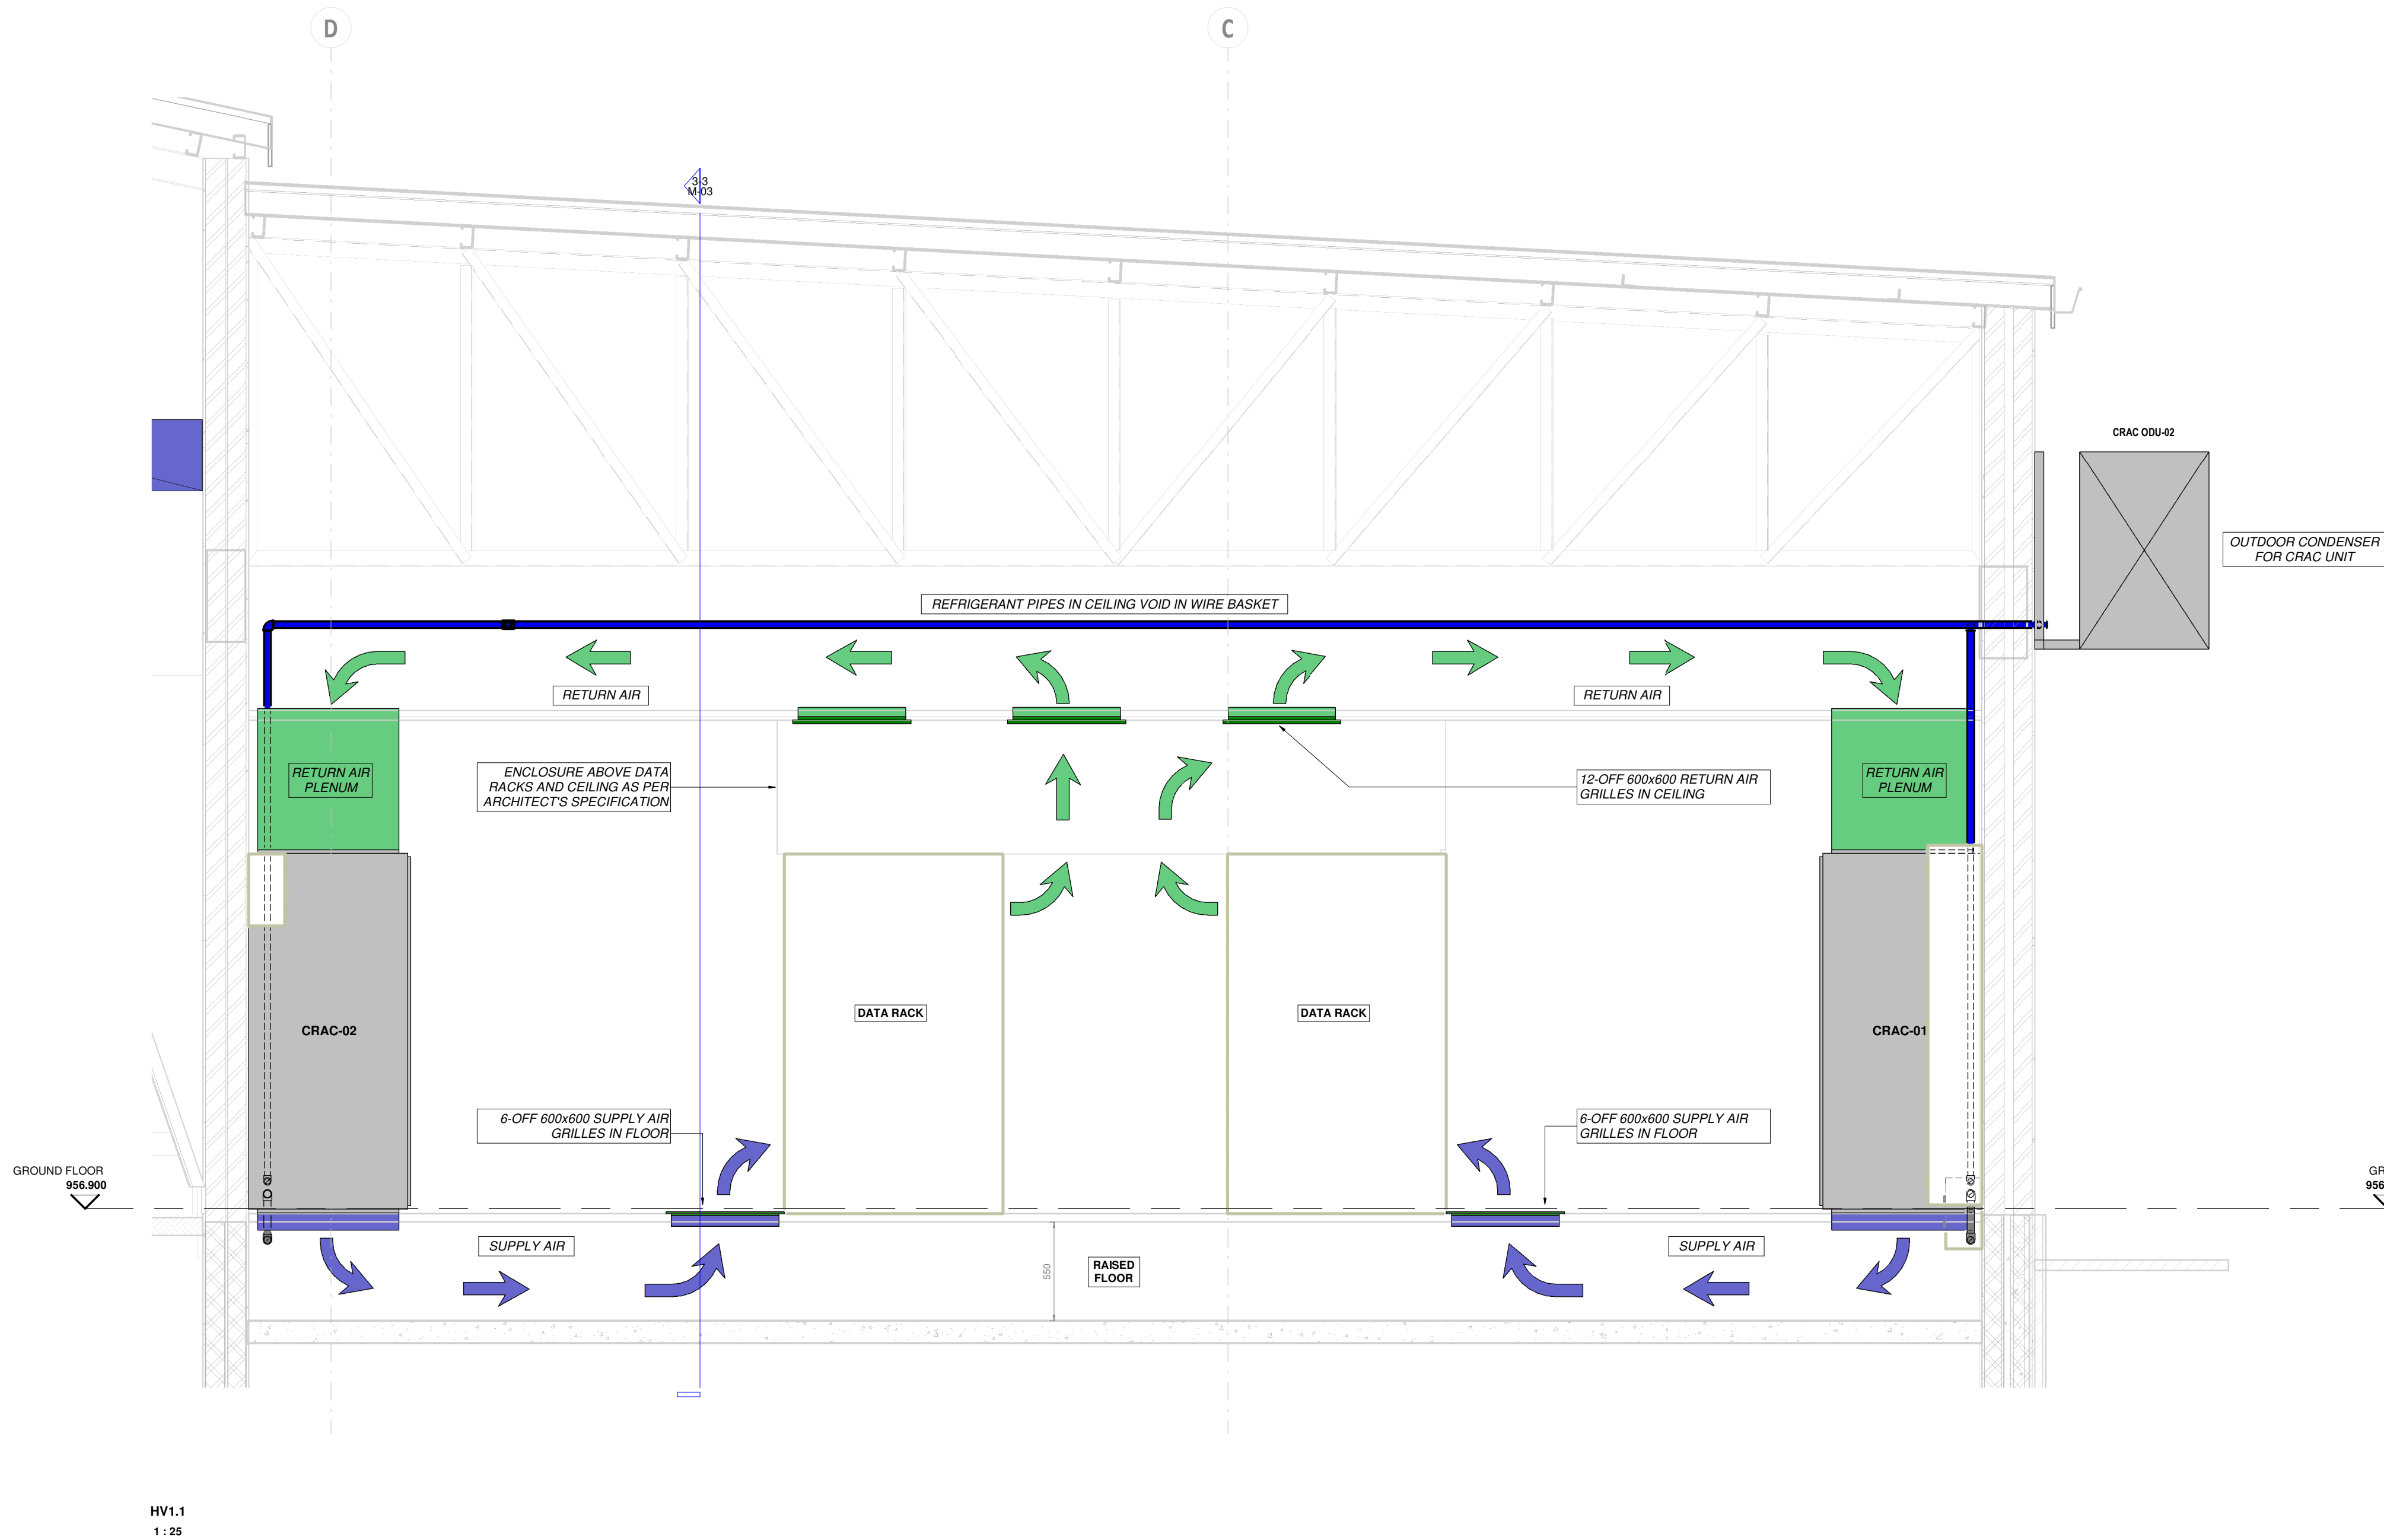 D
C
3-3
M-03
CRAC ODU-02
OUTDOOR CONDENSER
FOR CRAC UNIT
REFRIGERANT PIPES IN CEILING VOID IN WIRE BASKET
RETURN AIR
RETURN AIR
RETURN AIR
PLENUM
ENCLOSURE ABOVE DATA
RACKS AND CEILING AS PER
ARCHITECT'S SPECIFICATION
12-OFF 600x600 RETURN AIR
GRILLES IN CEILING
RETURN AIR
PLENUM
CRAC-02
DATA RACK
DATA RACK
CRAC-01
6-OFF 600x600 SUPPLY AIR
GRILLES IN FLOOR
6-OFF 600x600 SUPPLY AIR
GRILLES IN FLOOR
GROUND FLOOR
956.900
GR
956
SUPPLY AIR
550
RAISED
FLOOR
SUPPLY AIR
HV1.1
1 : 25